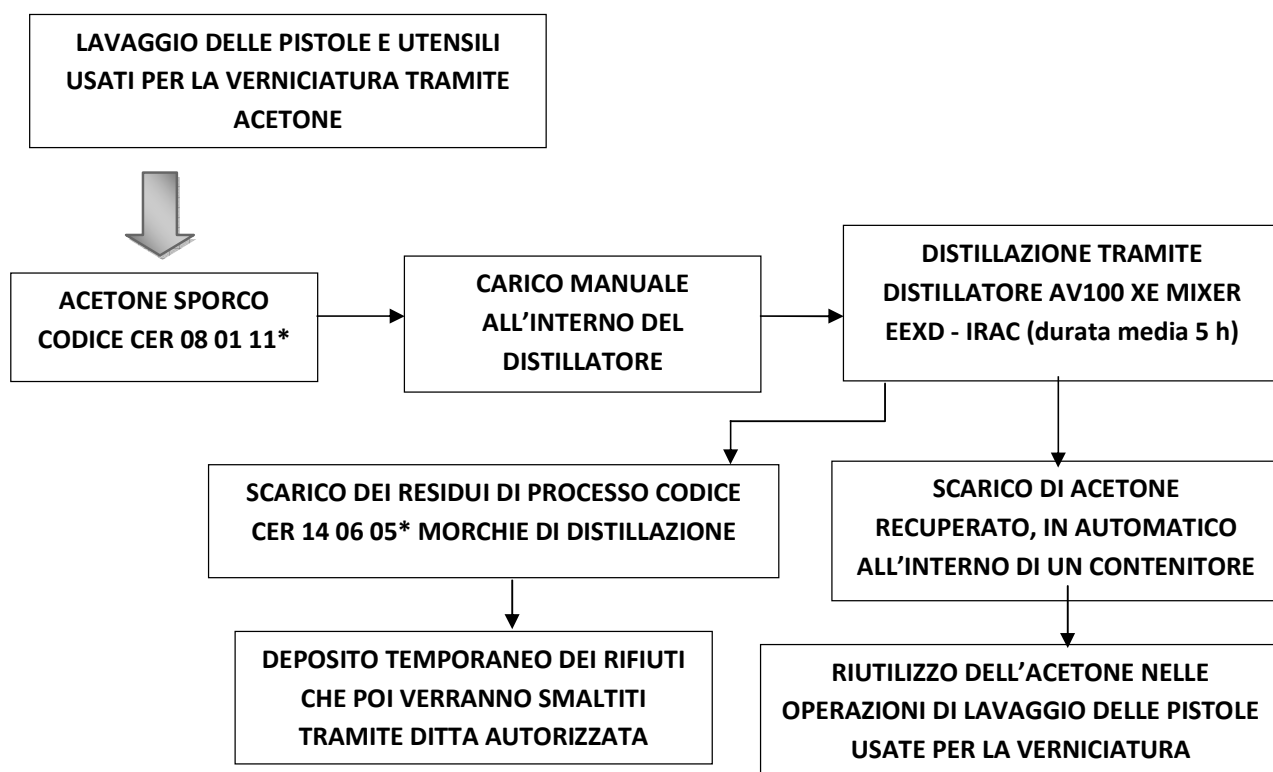 LAVAGGIO DELLE PISTOLE E UTENSILI
USATI PER LA VERNICIATURA TRAMITE
ACETONE
ACETONE SPORCO
CODICE CER 08 01 11*
CARICO MANUALE
ALL’INTERNO DEL
DISTILLATORE
DISTILLAZIONE TRAMITE
DISTILLATORE AV100 XE MIXER
EEXD - IRAC (durata media 5 h)
SCARICO DEI RESIDUI DI PROCESSO CODICE
CER 14 06 05* MORCHIE DI DISTILLAZIONE
SCARICO DI ACETONE
RECUPERATO, IN AUTOMATICO
ALL’INTERNO DI UN CONTENITORE
DEPOSITO TEMPORANEO DEI RIFIUTI
CHE POI VERRANNO SMALTITI
TRAMITE DITTA AUTORIZZATA
RIUTILIZZO DELL’ACETONE NELLE
OPERAZIONI DI LAVAGGIO DELLE PISTOLE
USATE PER LA VERNICIATURA